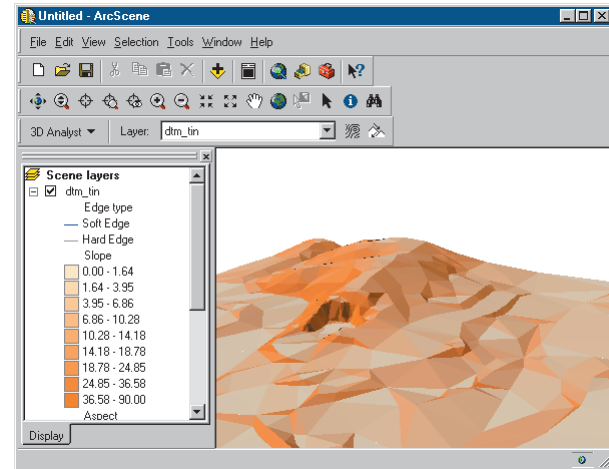 Untitled - ArcScene
File Edit View Selection Tools Window Help
3D Analyst Layer: dtm_tin
Scene layers
dtm_tin
Edge type
Soft Edge
Hard Edge
Slope
0.00 - 1.64
1.64 - 3.95
3.95 - 6.86
6.86 - 10.28
10.28 - 14.18
14.18 - 18.78
18.78 - 24.85
24.85 - 36.58
36.58 - 90.00
Aspect
Display